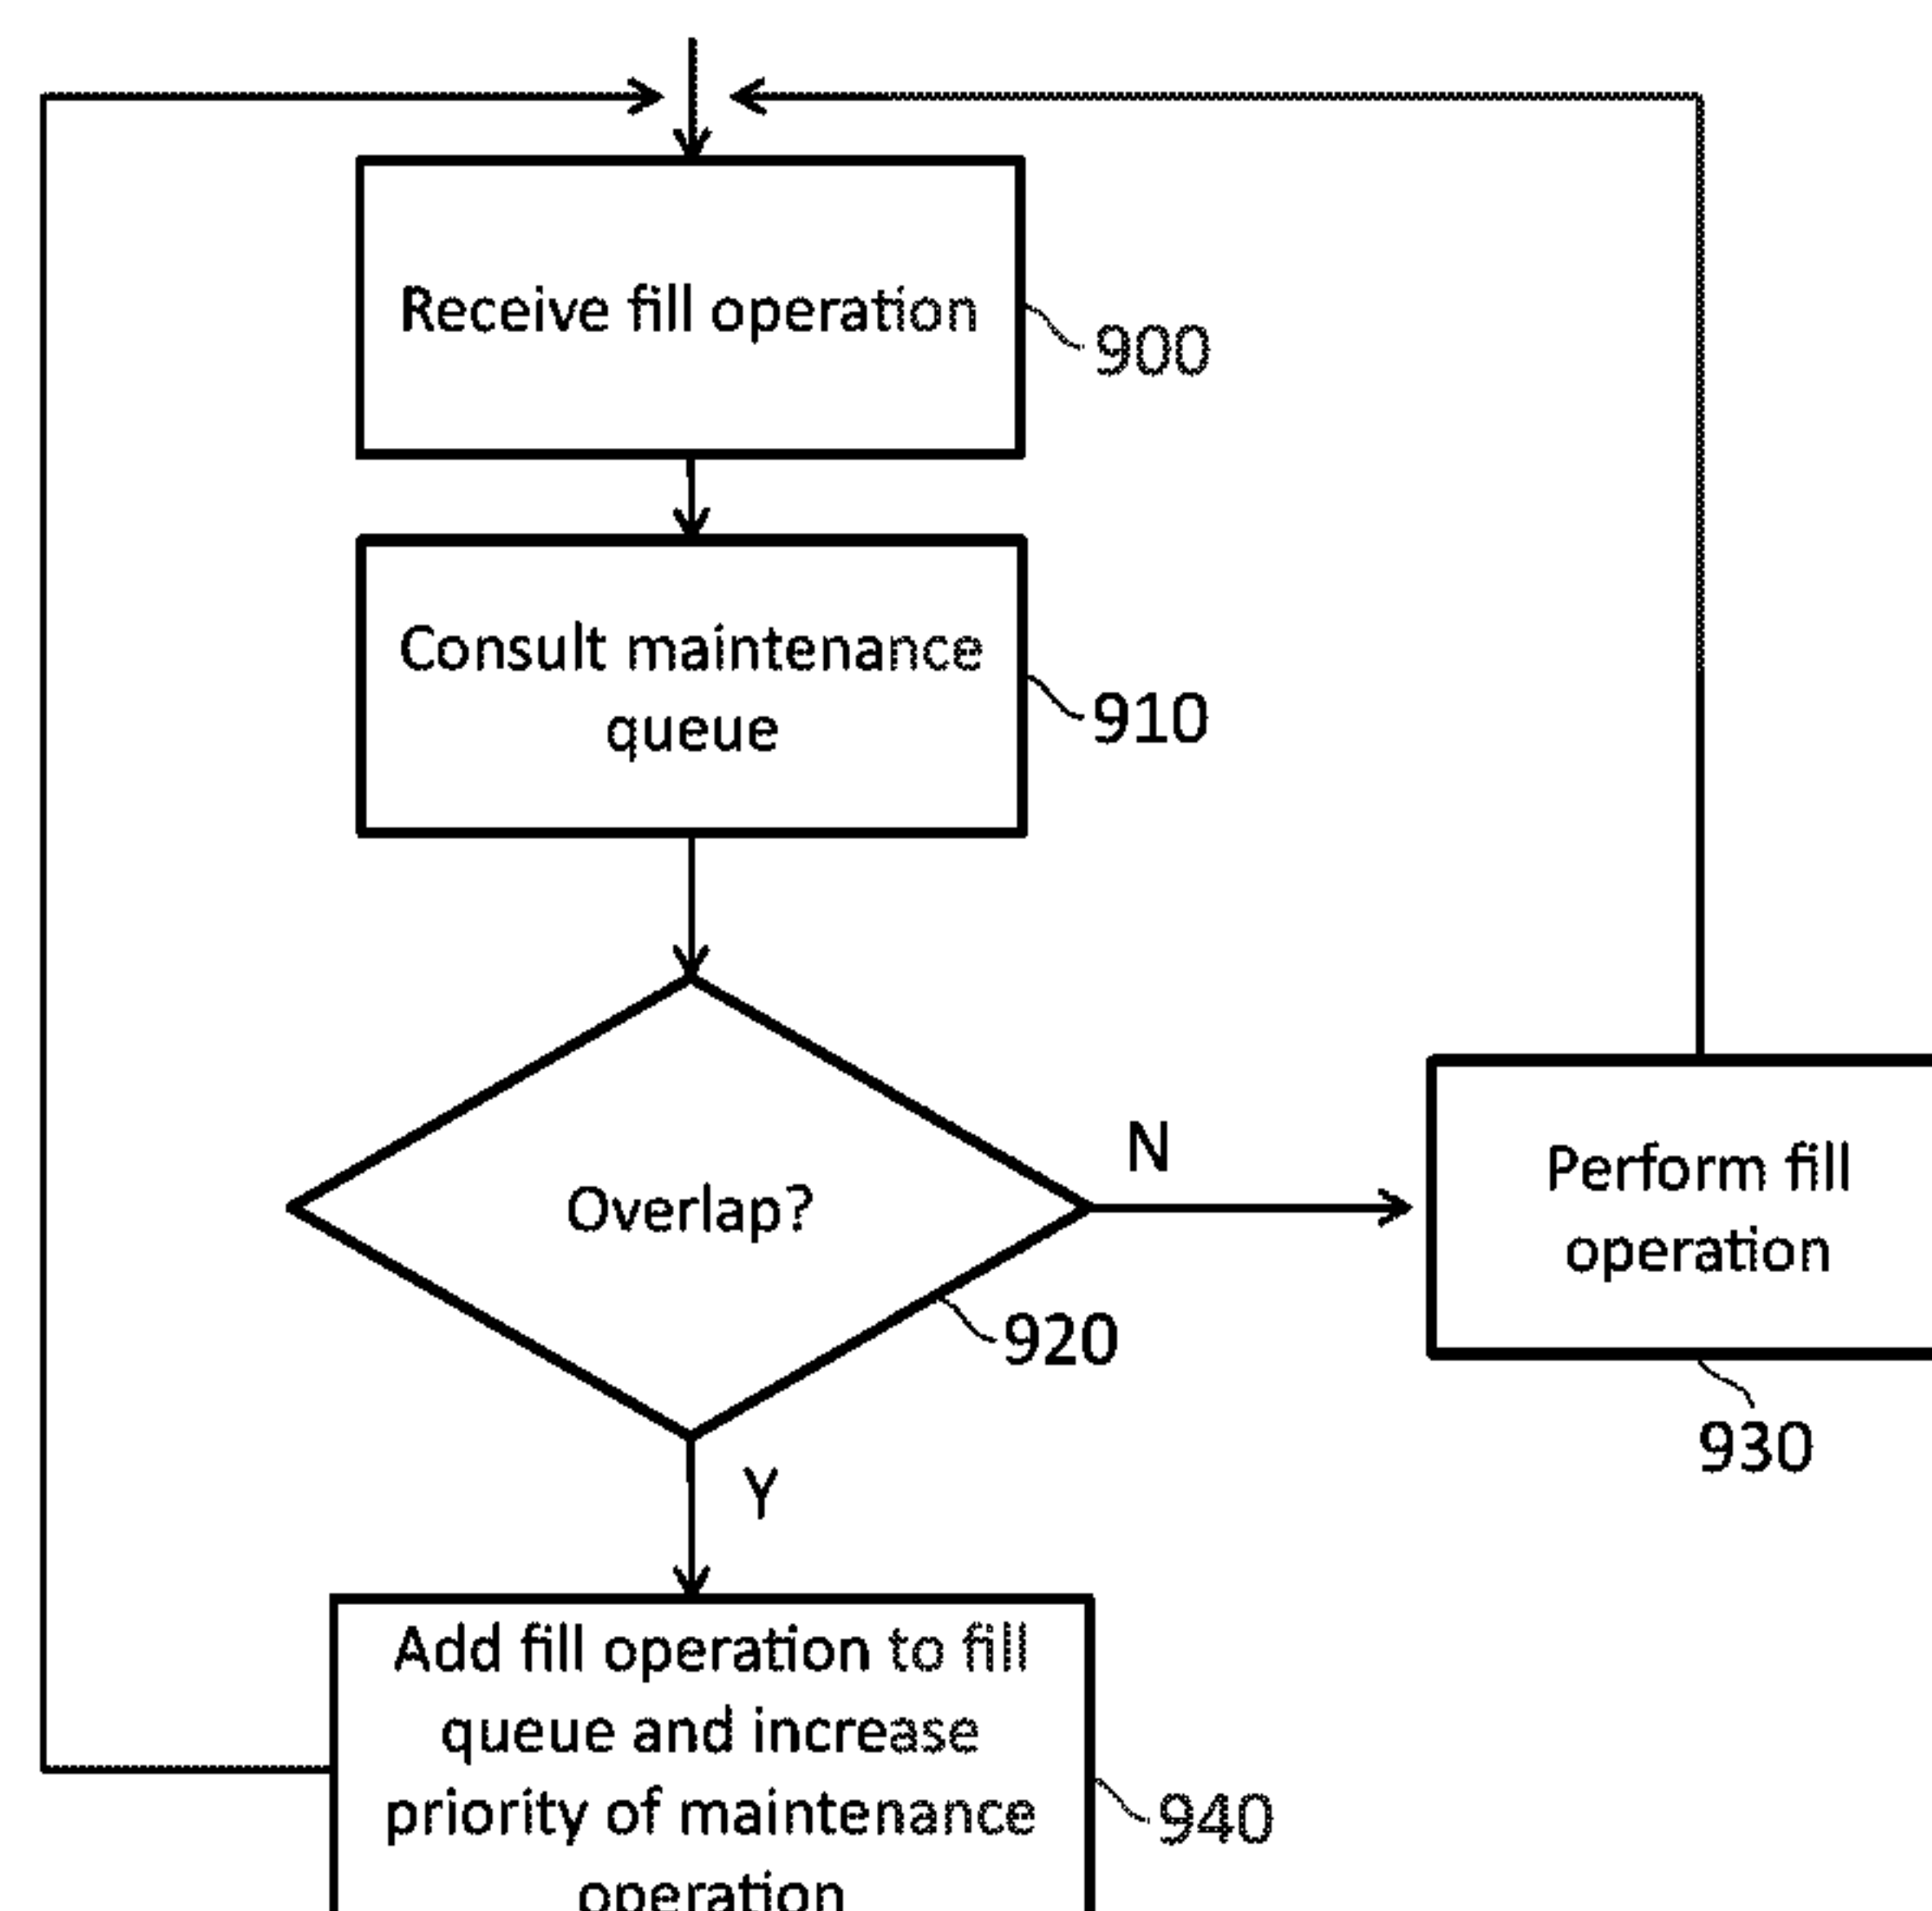 Receive fill operation
900
Consult maintenance
queue
910
Overlap?
N
920
Perform fill
operation
930
Y
Add fill operation to fill
queue and increase
priority of maintenance
operation
940